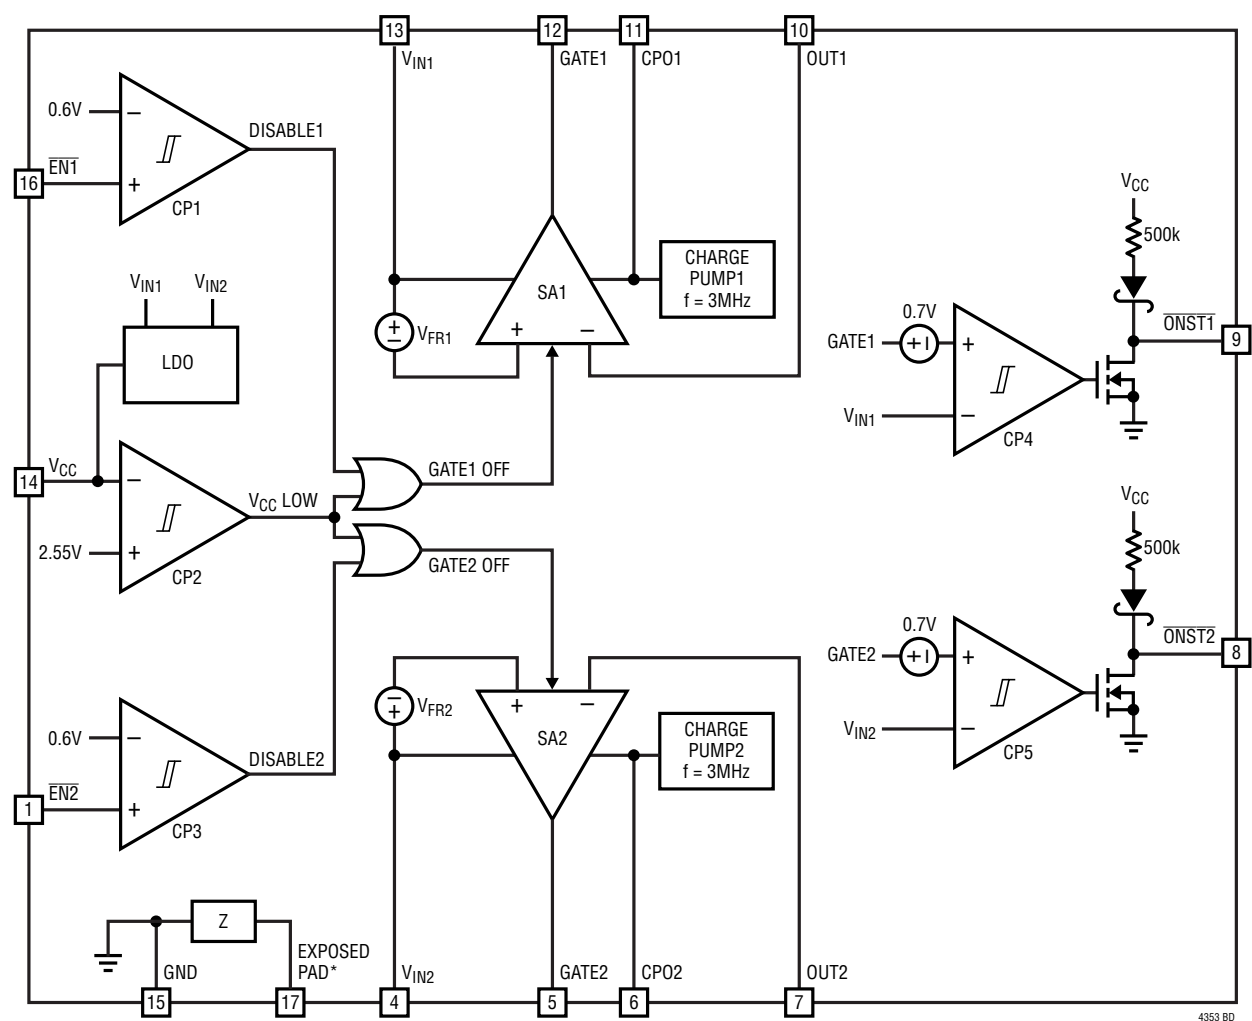 13
12
11
10
VIN1
GATE1
CPO1
OUT1
0.6V
−
DISABLE1
16
EN1
+
CP1
VCC
500k
CHARGE
PUMP1
f = 3MHz
SA1
VIN1
VIN2
+
−
VFR1
+
−
0.7V
GATE1
+ −
+
ONST1
9
LDO
VIN1
−
CP4
14
VCC
−
GATE1 OFF
VCC LOW
2.55V
+
CP2
GATE2 OFF
VCC
500k
0.7V
GATE2
+ −
+
ONST2
8
−
+
VFR2
+
−
SA2
CHARGE
PUMP2
f = 3MHz
VIN2
−
CP5
0.6V
−
DISABLE2
1
EN2
+
CP3
Z
GND
EXPOSED
PAD*
VIN2
GATE2
CPO2
OUT2
15
17
4
5
6
7
4353 BD